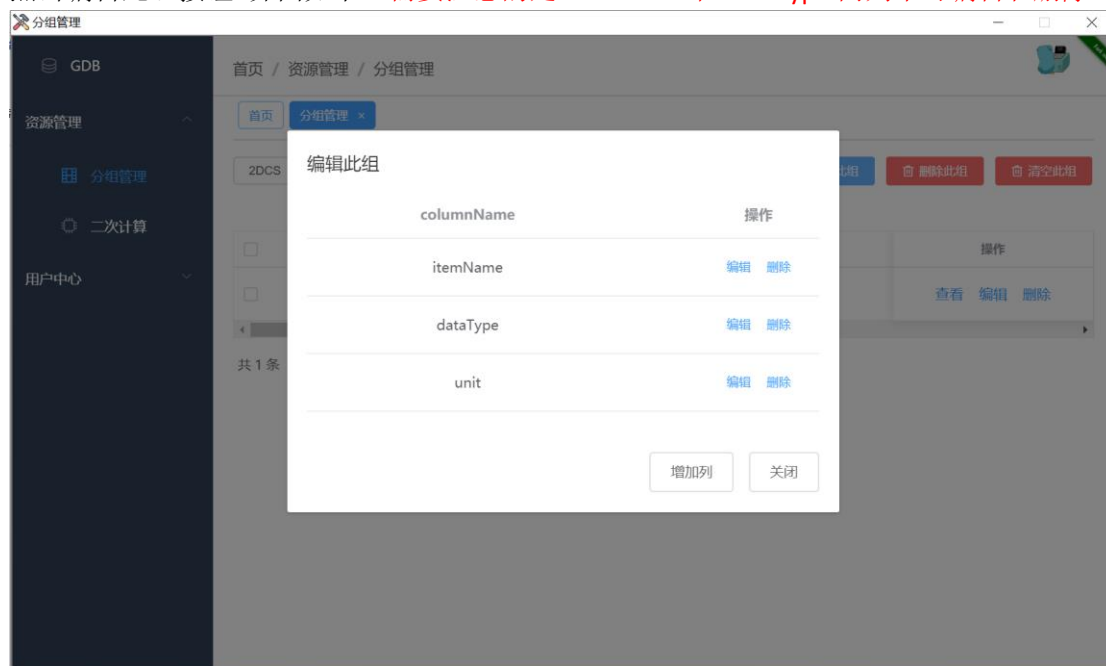 分组管理
GDB
首页 / 资源管理 / 分组管理
资源管理
首页 分组管理 ×
分组管理
2DCS
此组 删除此组 清空此组
编辑此组
columnName 操作
二次计算
操作
itemName 编辑 删除
用户中心
查看 编辑 删除
dataType 编辑 删除
共 1 条
unit 编辑 删除
增加列 关闭